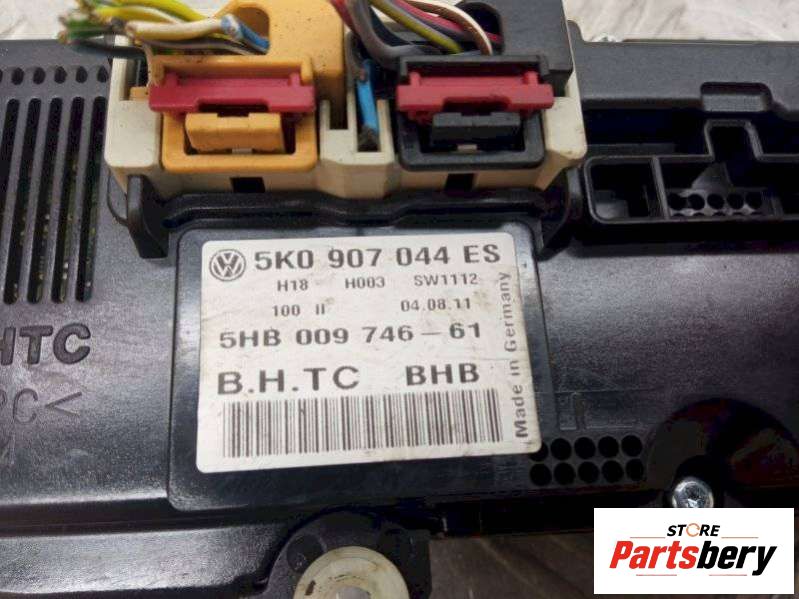 5K0 907 044 ES
H18 H003 SW1112
100 II 04.08.11
5HB 009 746-61
B.H.TC BHB
Made in Germany
HTC
PC<
STORE
Partsbery